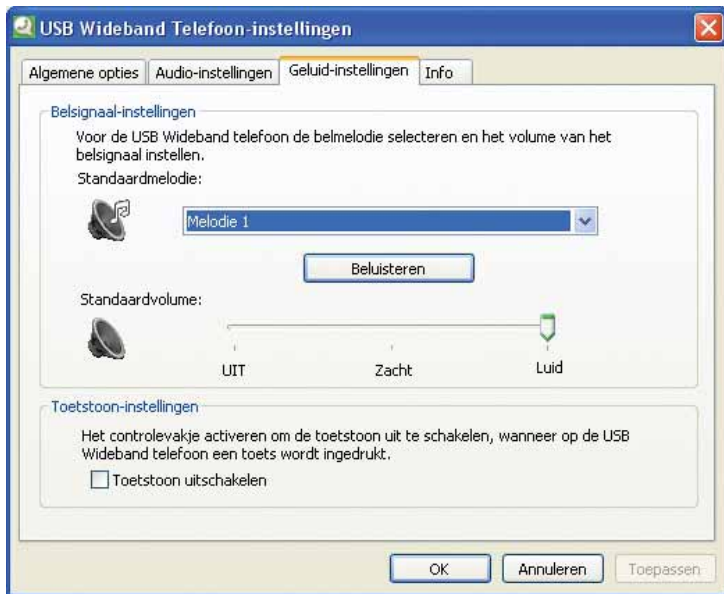 USB Wideband Telefoon-instellingen
Algemene opties Audio-instellingen Geluid-instellingen Info
Belsignaal-instellingen
Voor de USB Wideband telefoon de belmelodie selecteren en het volume van het
belsignaal instellen.
Standaardmelodie:
Melodie 1
Beluisteren
Standaardvolume:
UIT Zacht Luid
Toetstoon-instellingen
Het controlevakje activeren om de toetstoon uit te schakelen, wanneer op de USB
Wideband telefoon een toets wordt ingedrukt.
Toetstoon uitschakelen
OK Annuleren Toepassen